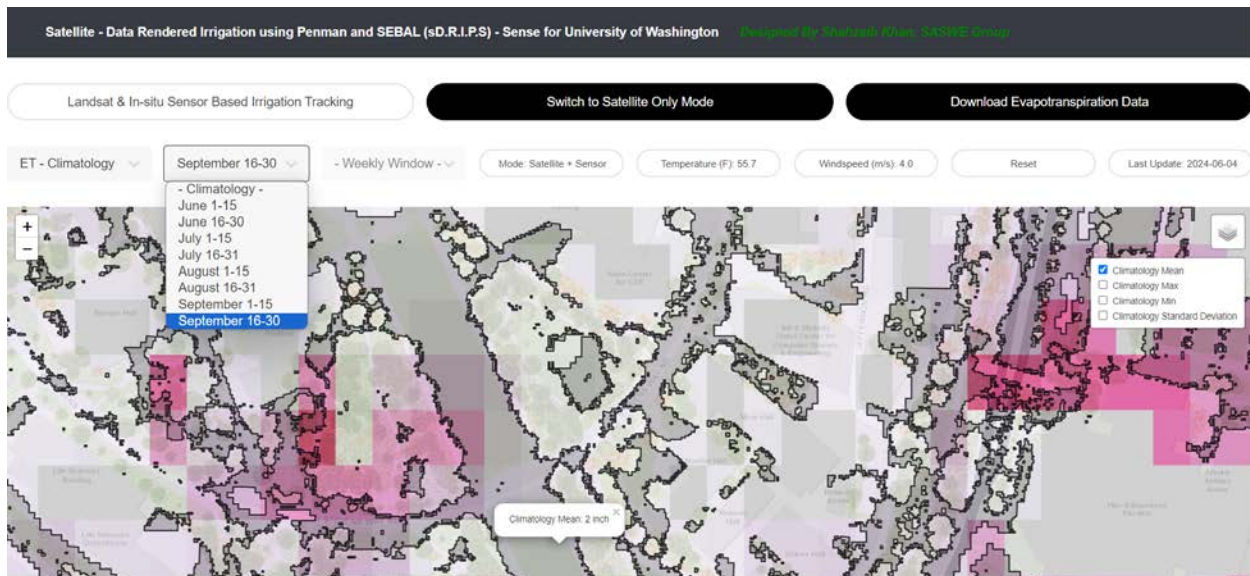 Satellite - Data Rendered Irrigation using Penman and SEBAL (sD.R.I.P.S) - Sense for University of Washington
Designed By Shahzaib Khan: SASWE Group
Landsat & In-situ Sensor Based Irrigation Tracking
Switch to Satellite Only Mode
Download Evapotranspiration Data
ET - Climatology
September 16-30
- Weekly Window -
Mode: Satellite + Sensor
Temperature (F): 55.7
Windspeed (m/s): 4.0
Reset
Last Update: 2024-06-04
- Climatology -
June 1-15
June 16-30
July 1-15
July 16-31
August 1-15
August 16-31
September 1-15
September 16-30
+
−
Climatology Mean
Climatology Max
Climatology Min
Climatology Standard Deviation
Climatology Mean: 2 inch
×